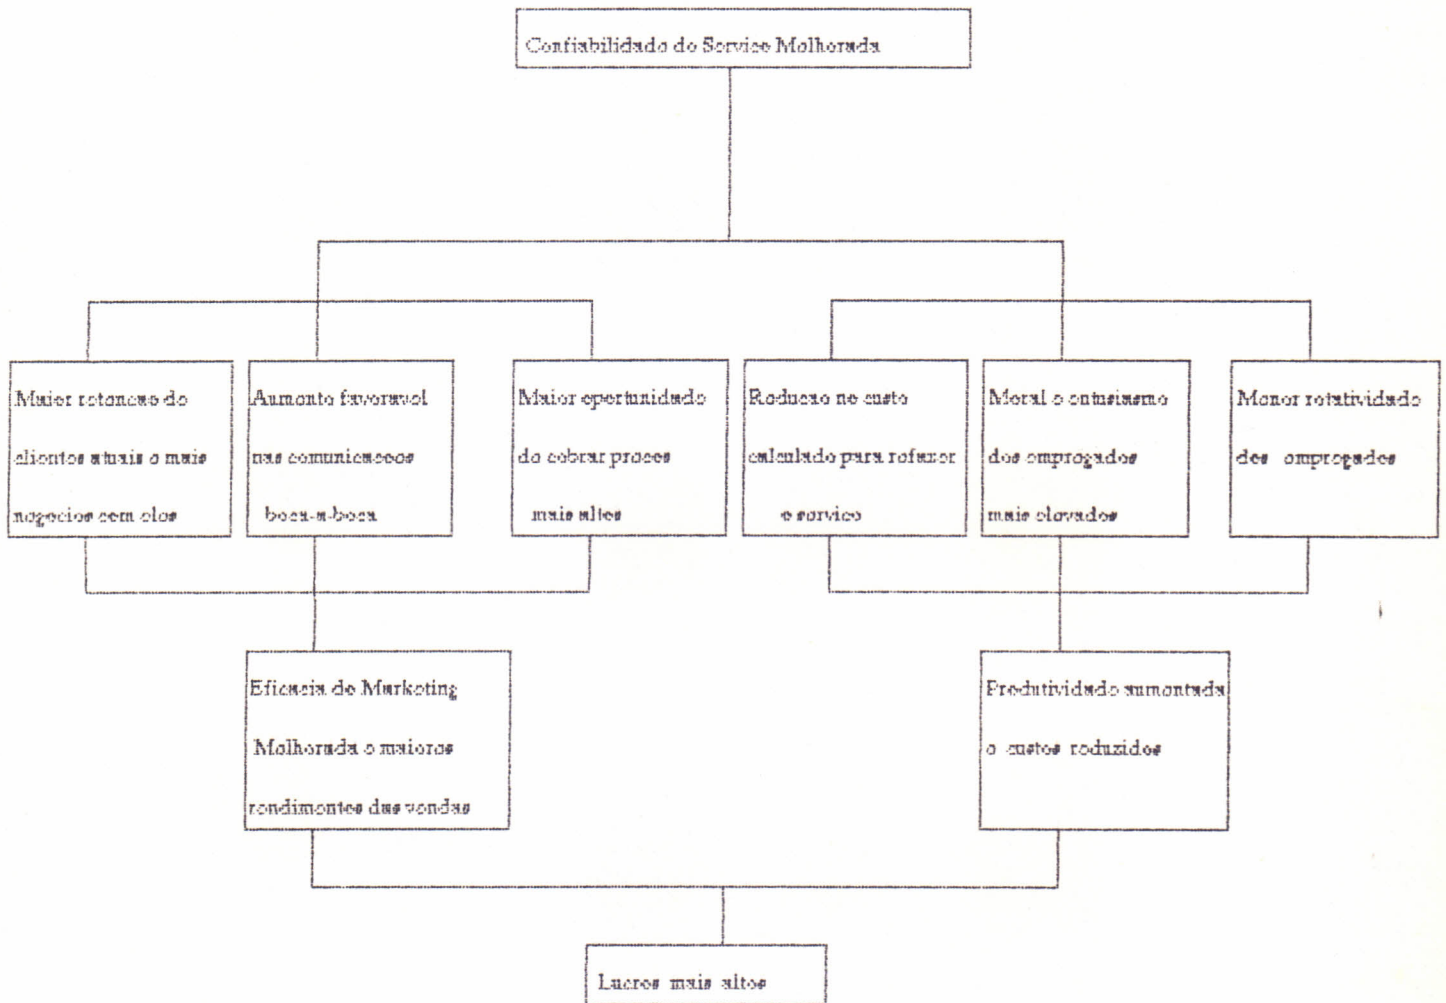 Confiabilidade do Servico Melhorada
Maior retencao de
clientes atuais e mais
negocios com eles
Aumento favoravel
nas comunicacoes
boca-a-boca
Maior oportunidade
de cobrar precos
mais altos
Reducao no custo
calculado para refazer
o servico
Moral e entusiasmo
dos empregados
mais elevados
Menor rotatividade
dos empregados
Eficacia do Marketing
Melhorada e maiores
rendimentos das vendas
Produtividade aumentada
e custos reduzidos
Lucros mais altos